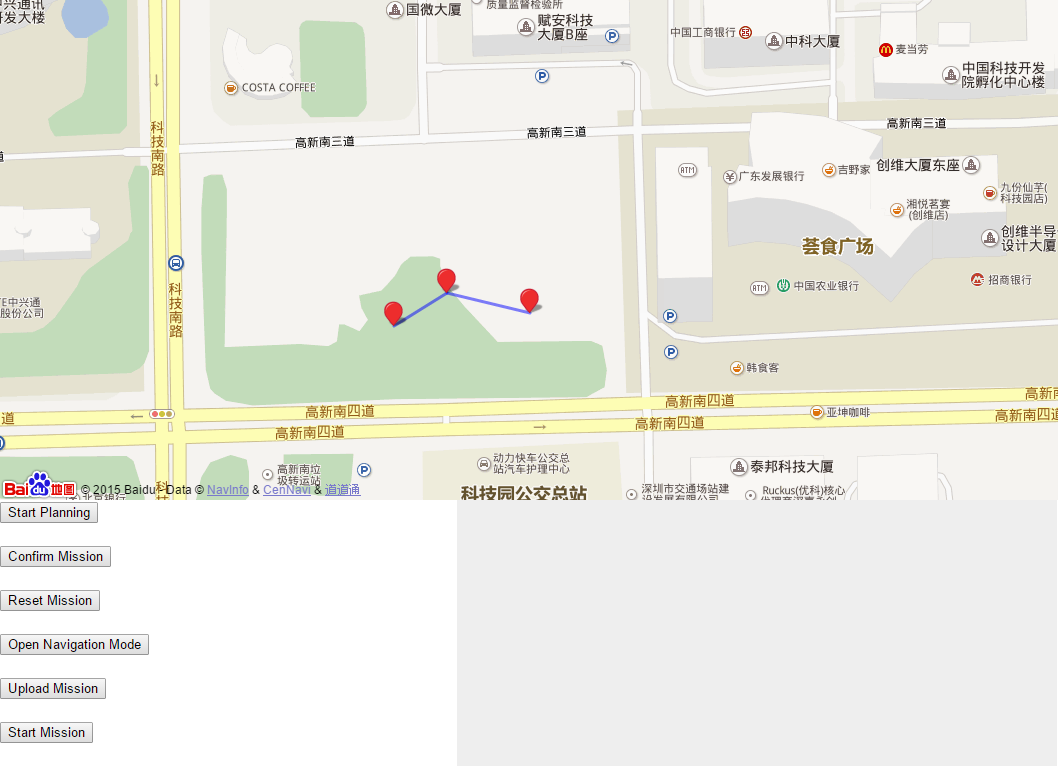 中兴通讯
开发大楼
国微大厦
质量监督检验所
赋安科技
大厦B座
P
中国工商银行
中科大厦
麦当劳
中国科技开发
院孵化中心楼
P
COSTA COFFEE
高新南三道
高新南三道
高新南三道
科技南路
ATM
广东发展银行
吉野家
创维大厦东座
九份仙芋(
科技园店)
湘悦茗宴
(创维店)
荟食广场
创维半导
设计大厦
ATM
中国农业银行
招商银行
科技南路
TE中兴通
股份公司
P
P
韩食客
高新南四道
高新南四道
高新
道
高新南四道
高新南四道
高新南四道
亚坤咖啡
动力快车公交总
站汽车护理中心
高新南垃
圾转运站
P
泰邦科技大厦
科技园公交总站
深圳市交通场站建
设发展有限公司
Ruckus(优科)核心
Bai du 地图
© 2015 Baidu - Data © NavInfo & CenNavi & 道道通
Start Planning
Confirm Mission
Reset Mission
Open Navigation Mode
Upload Mission
Start Mission